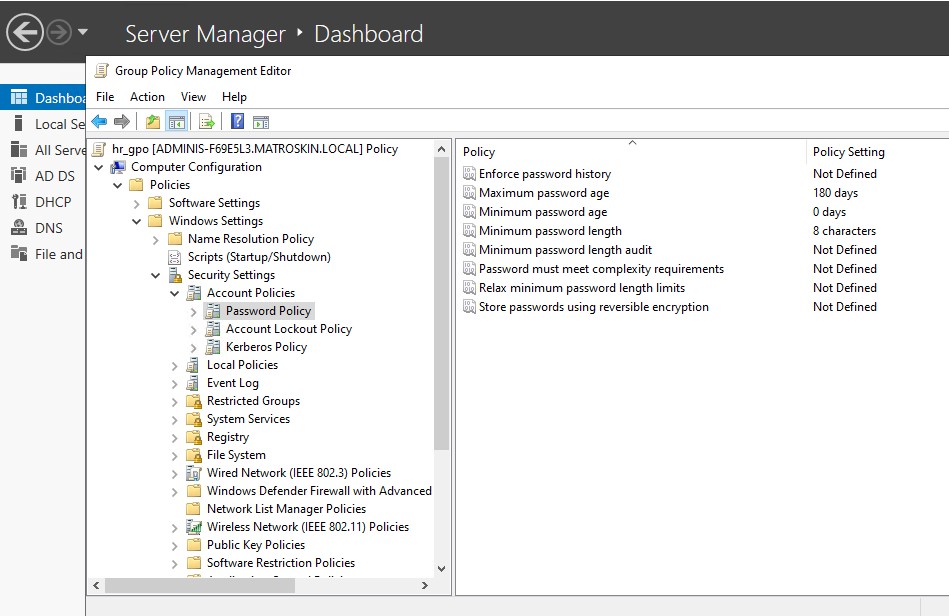 Server Manager ‣ Dashboard
Group Policy Management Editor
File Action View Help
Dashboa
Local Se
All Serve
AD DS
DHCP
DNS
File and
hr_gpo [ADMINIS-F69E5L3.MATROSKIN.LOCAL] Policy
Computer Configuration
Policies
Software Settings
Windows Settings
Name Resolution Policy
Scripts (Startup/Shutdown)
Security Settings
Account Policies
Password Policy
Account Lockout Policy
Kerberos Policy
Local Policies
Event Log
Restricted Groups
System Services
Registry
File System
Wired Network (IEEE 802.3) Policies
Windows Defender Firewall with Advanced
Network List Manager Policies
Wireless Network (IEEE 802.11) Policies
Public Key Policies
Software Restriction Policies
Policy Policy Setting
Enforce password history Not Defined
Maximum password age 180 days
Minimum password age 0 days
Minimum password length 8 characters
Minimum password length audit Not Defined
Password must meet complexity requirements Not Defined
Relax minimum password length limits Not Defined
Store passwords using reversible encryption Not Defined